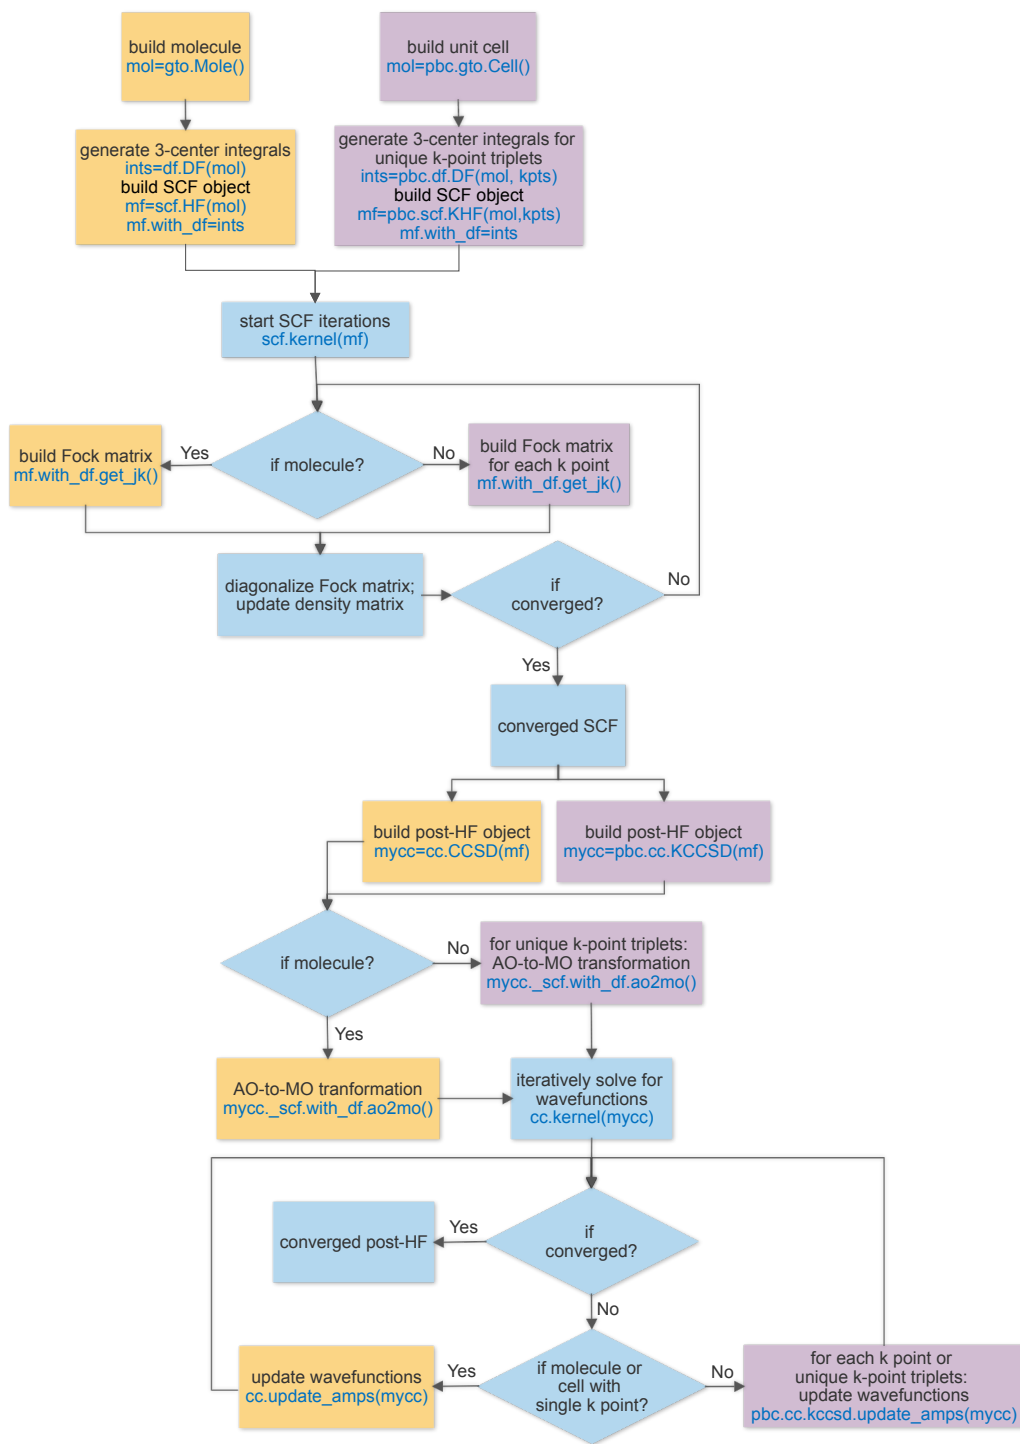 build molecule
mol=gto.Mole()
build unit cell
mol=pbc.gto.Cell()
generate 3-center integrals
ints=df.DF(mol)
build SCF object
mf=scf.HF(mol)
mf.with_df=ints
generate 3-center integrals for
unique k-point triplets
ints=pbc.df.DF(mol, kpts)
build SCF object
mf=pbc.scf.KHF(mol,kpts)
mf.with_df=ints
start SCF iterations
scf.kernel(mf)
build Fock matrix
mf.with_df.get_jk()
Yes
if molecule?
No
build Fock matrix
for each k point
mf.with_df.get_jk()
diagonalize Fock matrix;
update density matrix
if
converged?
No
Yes
converged SCF
build post-HF object
mycc=cc.CCSD(mf)
build post-HF object
mycc=pbc.cc.KCCSD(mf)
if molecule?
No
for unique k-point triplets:
AO-to-MO transformation
mycc._scf.with_df.ao2mo()
Yes
AO-to-MO tranformation
mycc._scf.with_df.ao2mo()
iteratively solve for
wavefunctions
cc.kernel(mycc)
converged post-HF
Yes
if
converged?
No
update wavefunctions
cc.update_amps(mycc)
Yes
if molecule or
cell with
single k point?
No
for each k point or
unique k-point triplets:
update wavefunctions
pbc.cc.kccsd.update_amps(mycc)